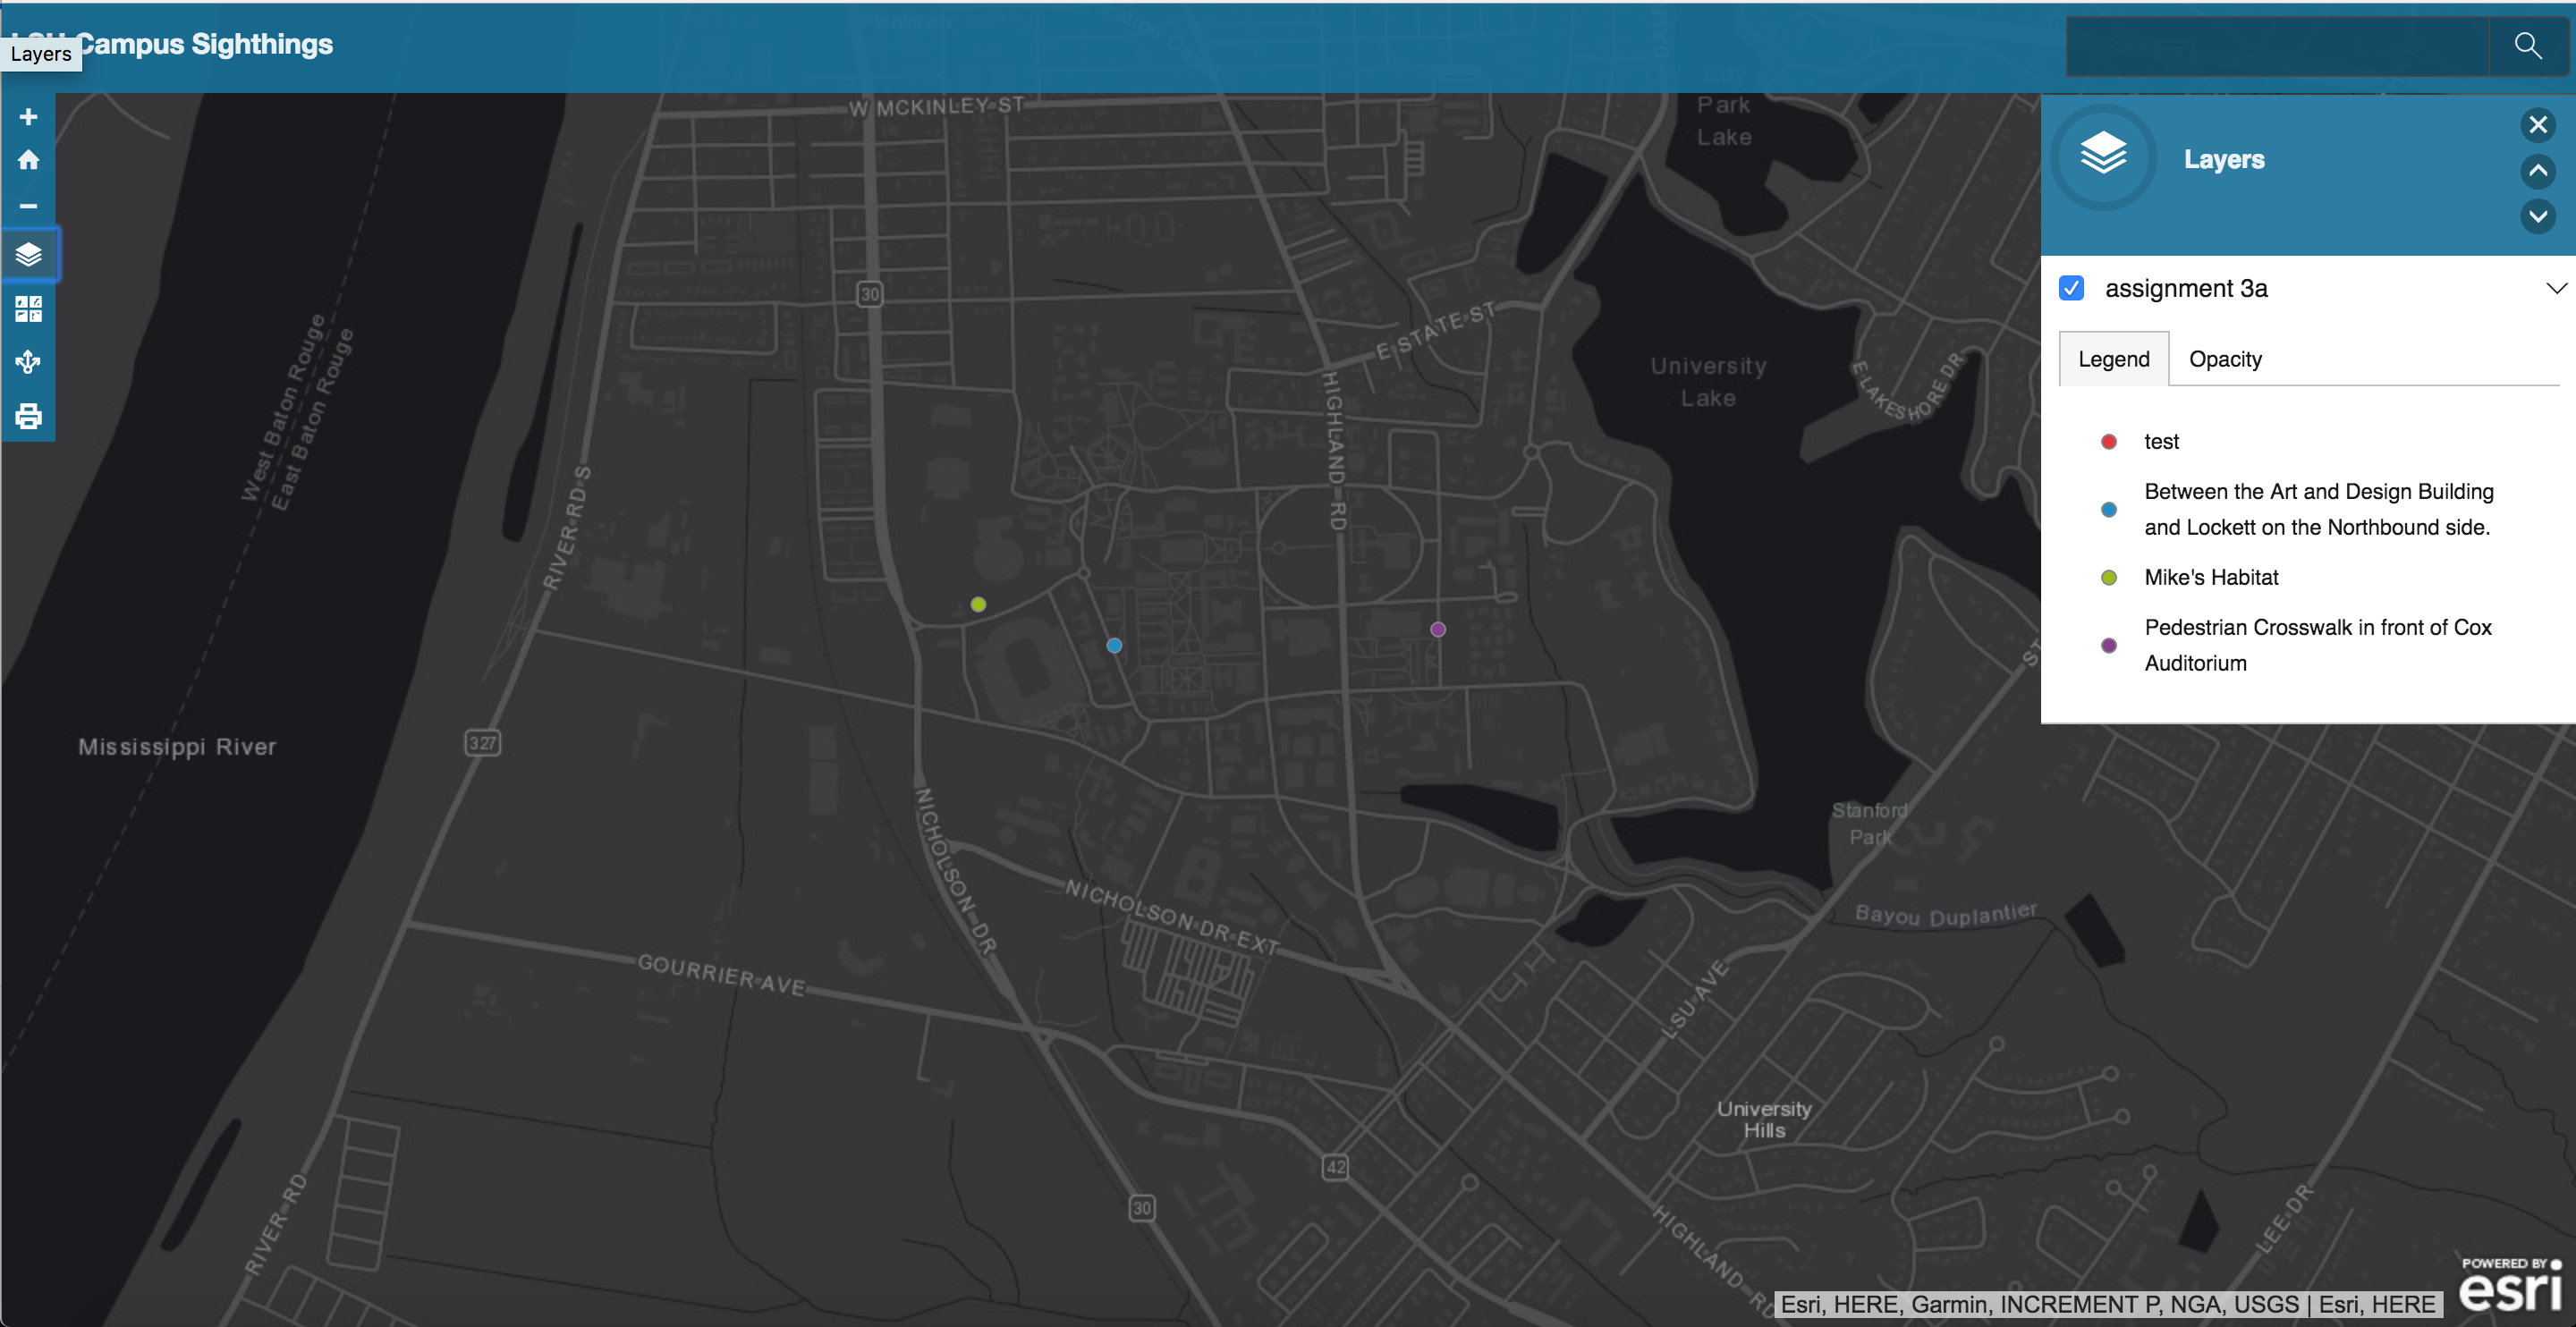 Campus Sighthings
Layers
W MCKINLEY ST
City
Park
Lake
Layers
30
assignment 3a
E STATE ST
University
Lake
HIGHLAND RD
E LAKESHORE DR
Legend
Opacity
West Baton Rouge
East Baton Rouge
RIVER RD S
test
Between the Art and Design Building
and Lockett on the Northbound side.
Mike's Habitat
Pedestrian Crosswalk in front of Cox
Auditorium
ST
Mississippi River
327
NICHOLSON DR
Stanford
Park
NICHOLSON DR EXT
Bayou Duplantier
GOURRIER AVE
LSU AVE
University
Hills
42
30
RIVER RD
HIGHLAND RD
LEE DR
POWERED BY
esri
Esri, HERE, Garmin, INCREMENT P, NGA, USGS | Esri, HERE